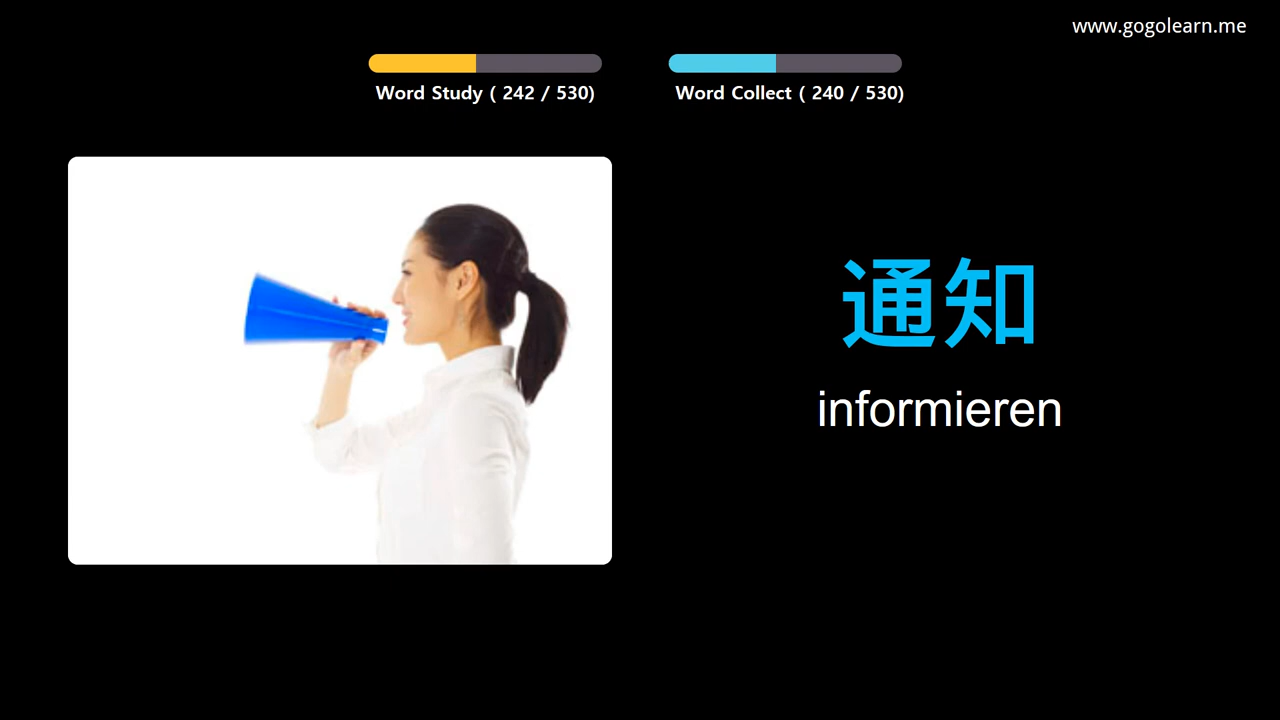 www.gogolearn.me
Word Study ( 242 / 530)
Word Collect ( 240 / 530)
通知
informieren